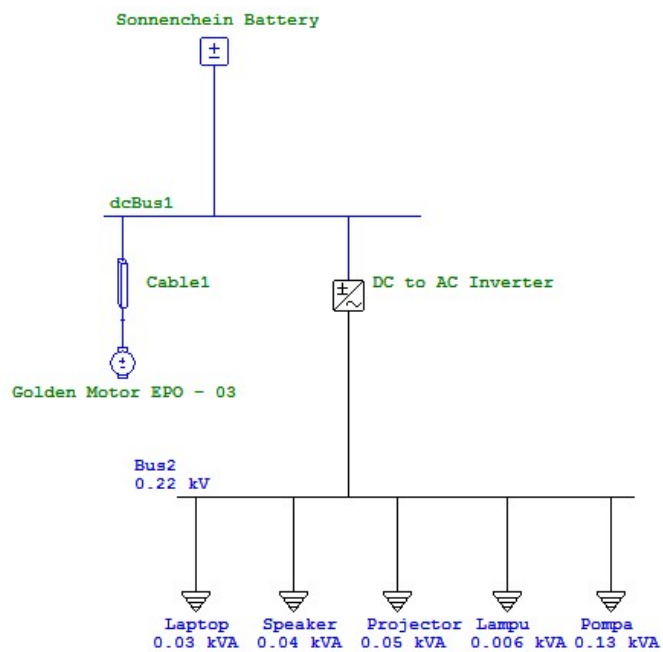 Sonnenchein Battery
dcBus1
Cable1
DC to AC Inverter
Golden Motor EPO - 03
Bus2
0.22 kV
Laptop Speaker Projector Lampu Pompa
0.03 kVA 0.04 kVA 0.05 kVA 0.006 kVA 0.13 kVA